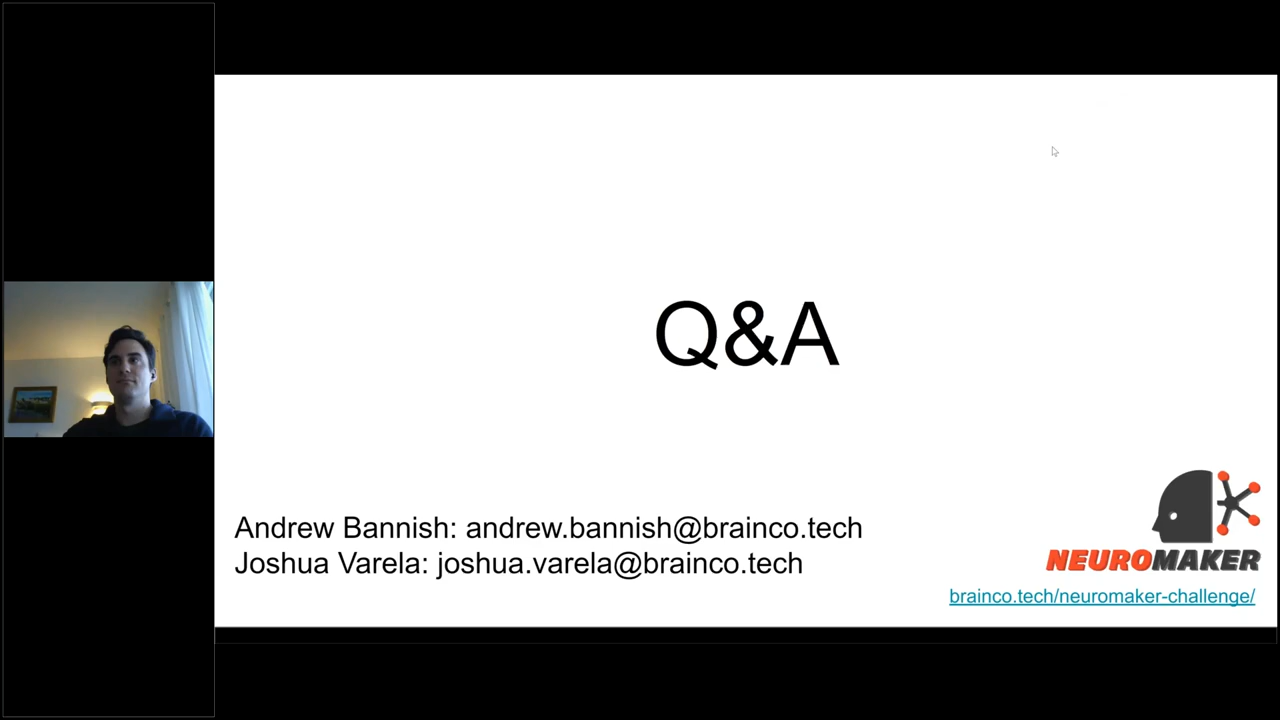 Q&A
Andrew Bannish: andrew.bannish@brainco.tech
Joshua Varela: joshua.varela@brainco.tech
NEUROMAKER
brainco.tech/neuromaker-challenge/